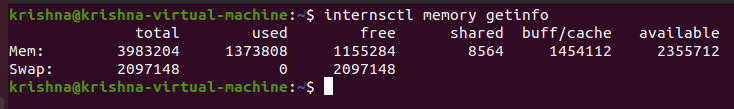 krishna@krishna-virtual-machine:~$ internsctl memory getinfo
total used free shared buff/cache available
Mem: 3983204 1373808 1155284 8564 1454112 2355712
Swap: 2097148 0 2097148
krishna@krishna-virtual-machine:~$